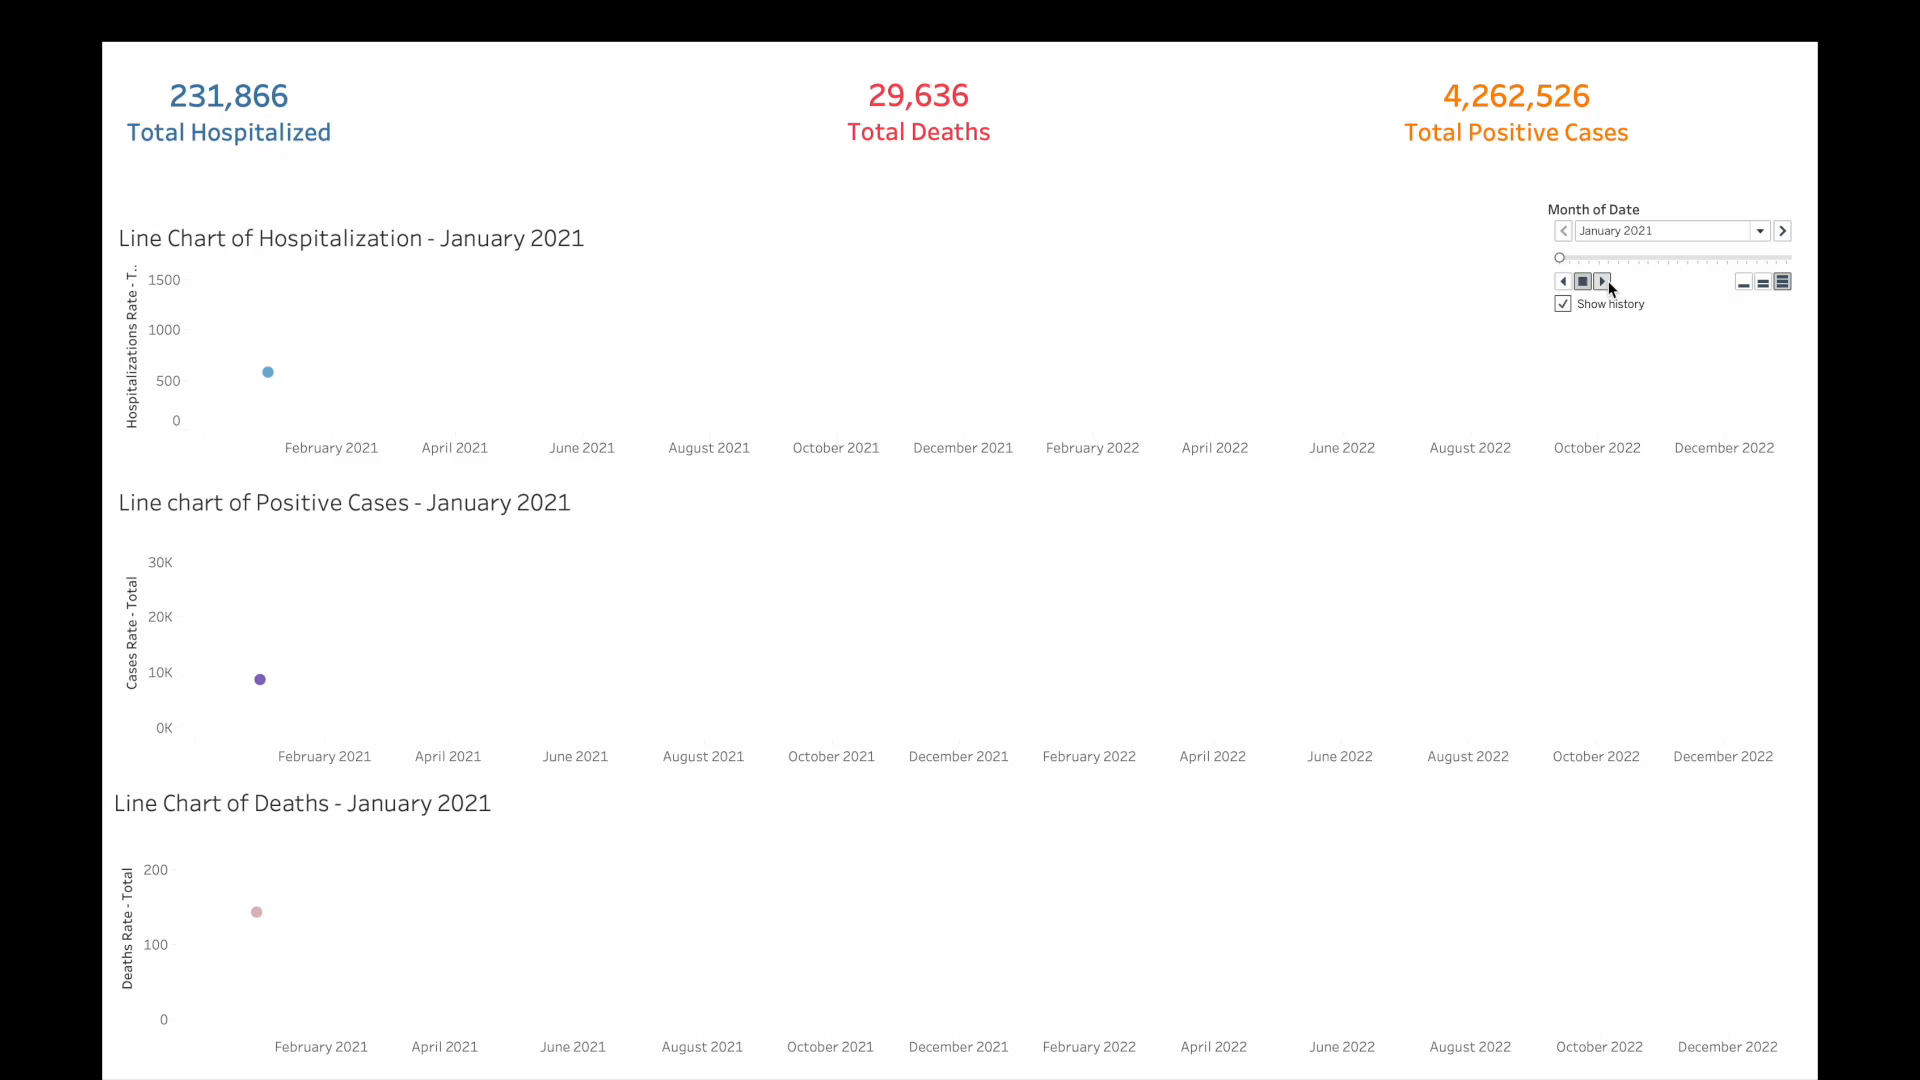 231,866
Total Hospitalized
29,636
Total Deaths
4,262,526
Total Positive Cases
Month of Date
January 2021
Show history
Line Chart of Hospitalization - January 2021
Hospitalizations Rate - T..
1500
1000
500
0
February 2021 April 2021 June 2021 August 2021 October 2021 December 2021 February 2022 April 2022 June 2022 August 2022 October 2022 December 2022
Line chart of Positive Cases - January 2021
Cases Rate - Total
30K
20K
10K
0K
February 2021 April 2021 June 2021 August 2021 October 2021 December 2021 February 2022 April 2022 June 2022 August 2022 October 2022 December 2022
Line Chart of Deaths - January 2021
Deaths Rate - Total
200
100
0
February 2021 April 2021 June 2021 August 2021 October 2021 December 2021 February 2022 April 2022 June 2022 August 2022 October 2022 December 2022